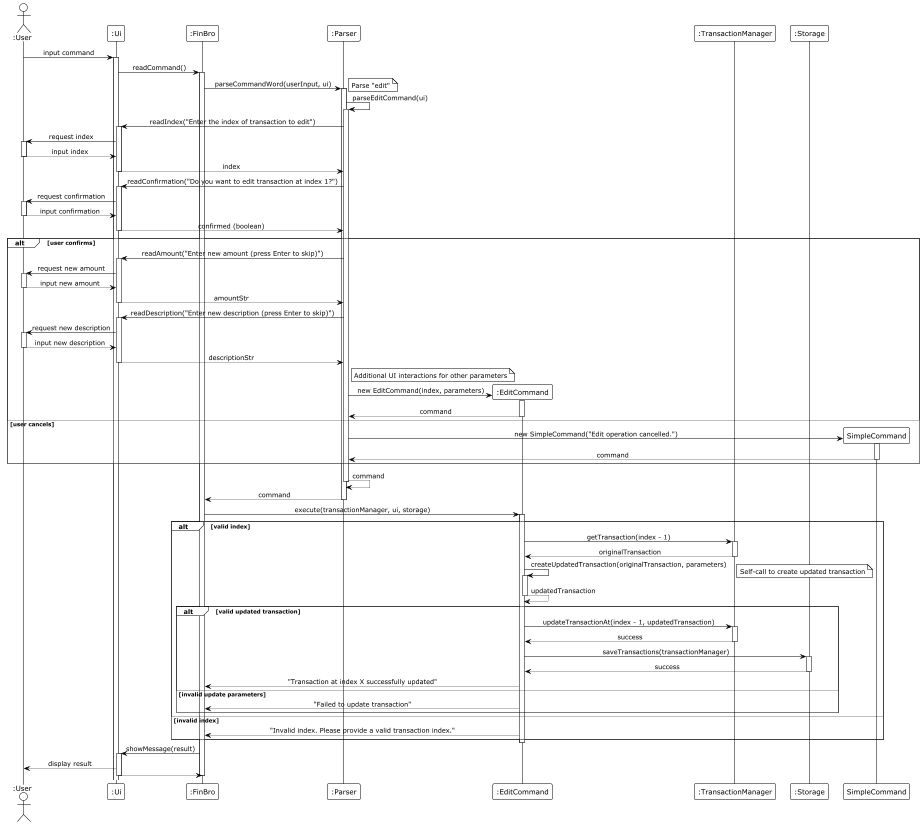 :User
:Ui
:FinBro
:Parser
:TransactionManager
:Storage
input command
readCommand()
parseCommandWord(userInput, ui)
Parse "edit"
parseEditCommand(ui)
readIndex("Enter the index of transaction to edit")
request index
input index
index
readConfirmation("Do you want to edit transaction at index 1?")
request confirmation
input confirmation
confirmed (boolean)
alt [user confirms]
readAmount("Enter new amount (press Enter to skip)")
request new amount
input new amount
amountStr
readDescription("Enter new description (press Enter to skip)")
request new description
input new description
descriptionStr
Additional UI interactions for other parameters
new EditCommand(index, parameters)
:EditCommand
command
[user cancels]
new SimpleCommand("Edit operation cancelled.")
SimpleCommand
command
command
command
execute(transactionManager, ui, storage)
alt [valid index]
getTransaction(index - 1)
originalTransaction
createUpdatedTransaction(originalTransaction, parameters)
Self-call to create updated transaction
updatedTransaction
alt [valid updated transaction]
updateTransactionAt(index - 1, updatedTransaction)
success
saveTransactions(transactionManager)
success
"Transaction at index X successfully updated"
[invalid update parameters]
"Failed to update transaction"
[invalid index]
"Invalid index. Please provide a valid transaction index."
showMessage(result)
display result
:User
:Ui
:FinBro
:Parser
:EditCommand
:TransactionManager
:Storage
SimpleCommand